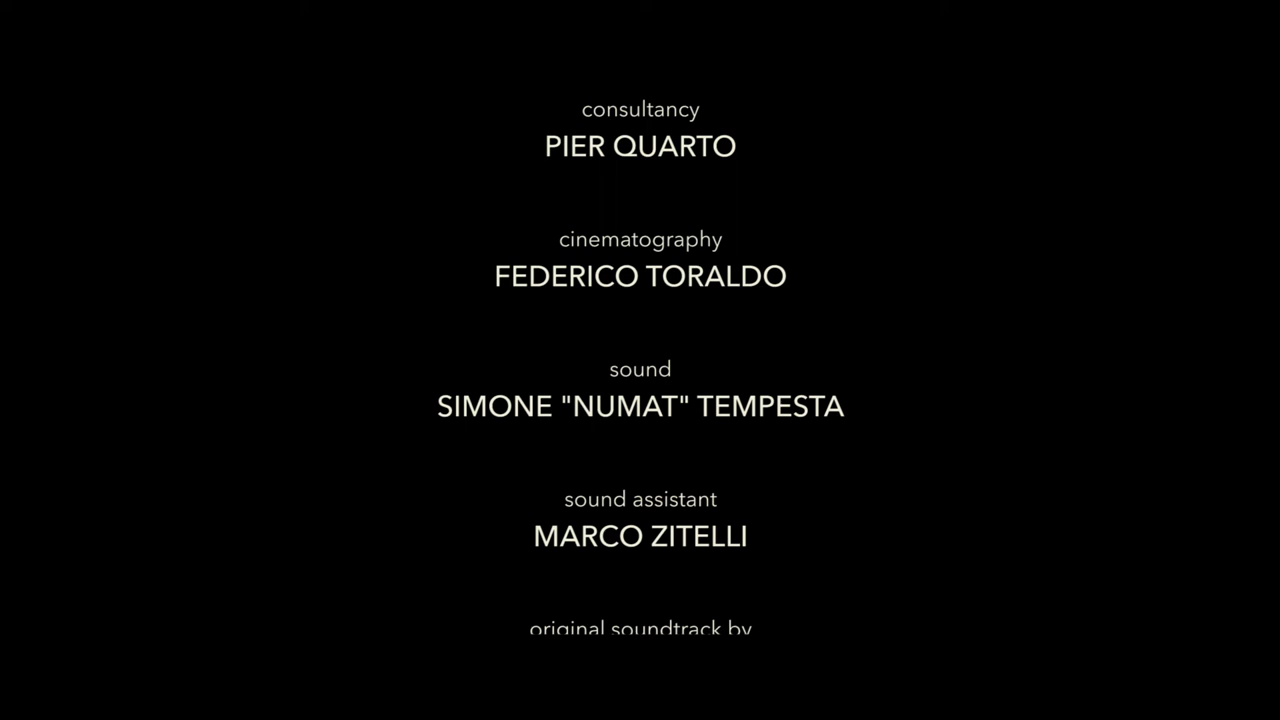 consultancy
PIER QUARTO
cinematography
FEDERICO TORALDO
sound
SIMONE "NUMAT" TEMPESTA
sound assistant
MARCO ZITELLI
original soundtrack by